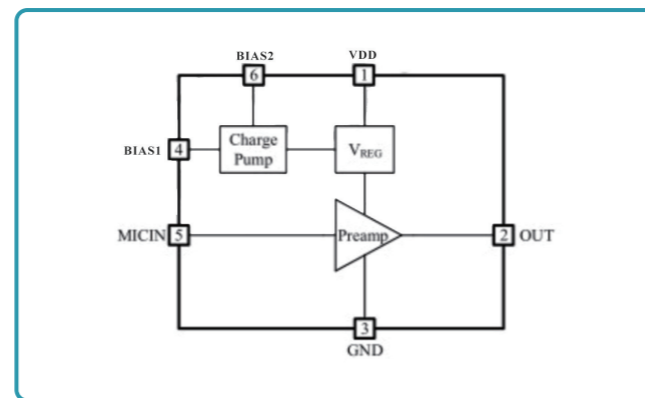 BIAS2
VDD
6
1
BIAS1
4
Charge
Pump
VREG
MICIN
5
Preamp
2
OUT
3
GND